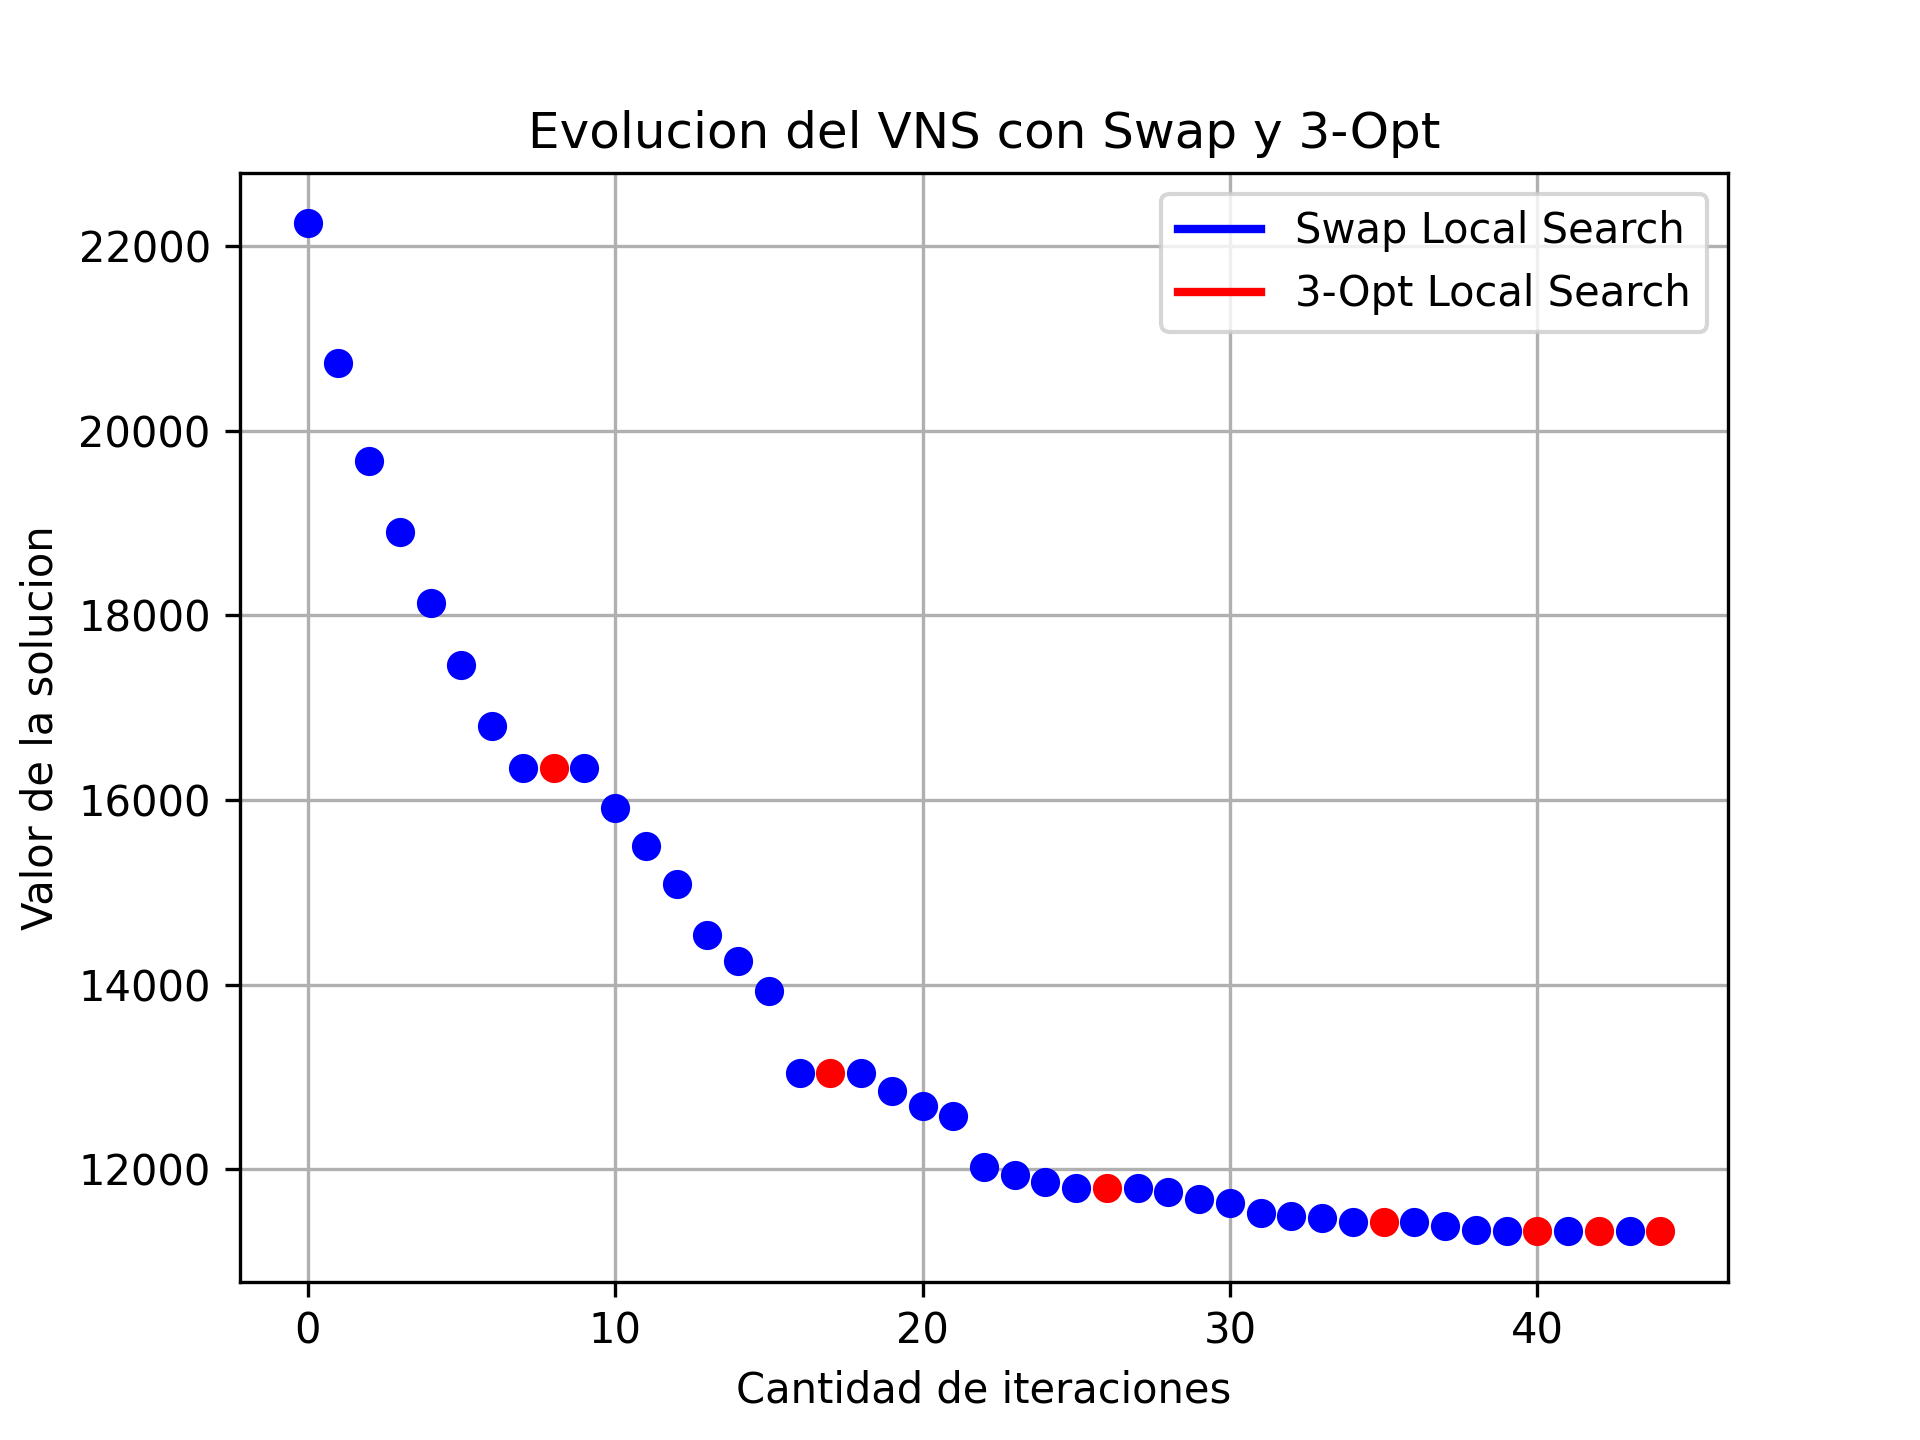 Evolucion del VNS con Swap y 3-Opt
Swap Local Search
3-Opt Local Search
22000
20000
18000
16000
14000
12000
Valor de la solucion
0 10 20 30 40
Cantidad de iteraciones